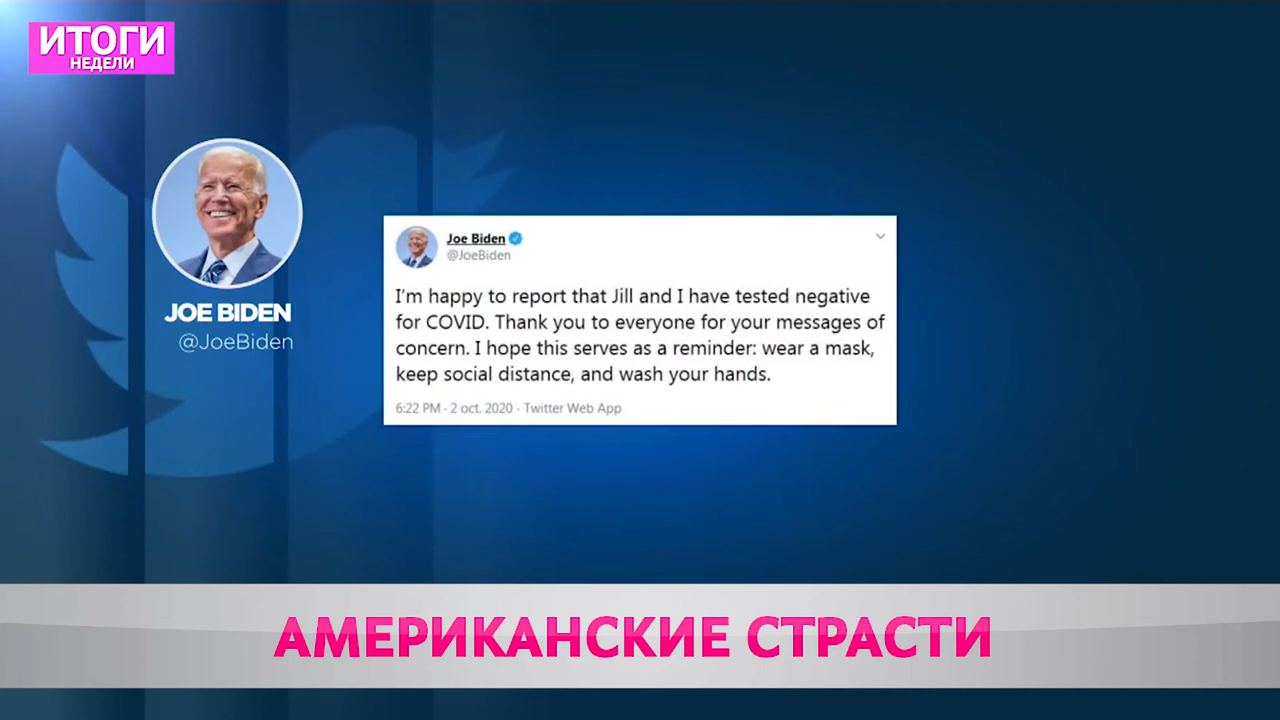 ИТОГИ
НЕДЕЛИ
JOE BIDEN
@JoeBiden
Joe Biden
@JoeBiden
I'm happy to report that Jill and I have tested negative
for COVID. Thank you to everyone for your messages of
concern. I hope this serves as a reminder: wear a mask,
keep social distance, and wash your hands.
6:22 PM - 2 oct. 2020 - Twitter Web App
АМЕРИКАНСКИЕ СТРАСТИ